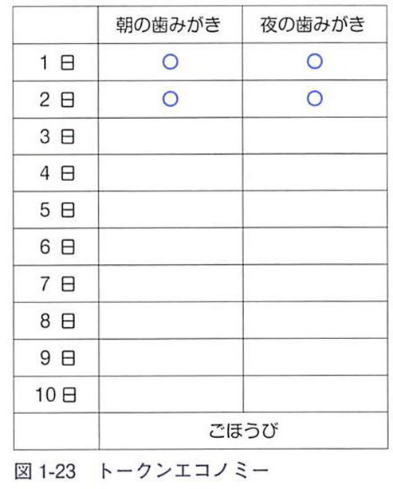 朝の歯みがき 夜の歯みがき
1日 ○ ○
2日 ○ ○
3日
4日
5日
6日
7日
8日
9日
10日
ごほうび
図 1-23 トークンエコノミー